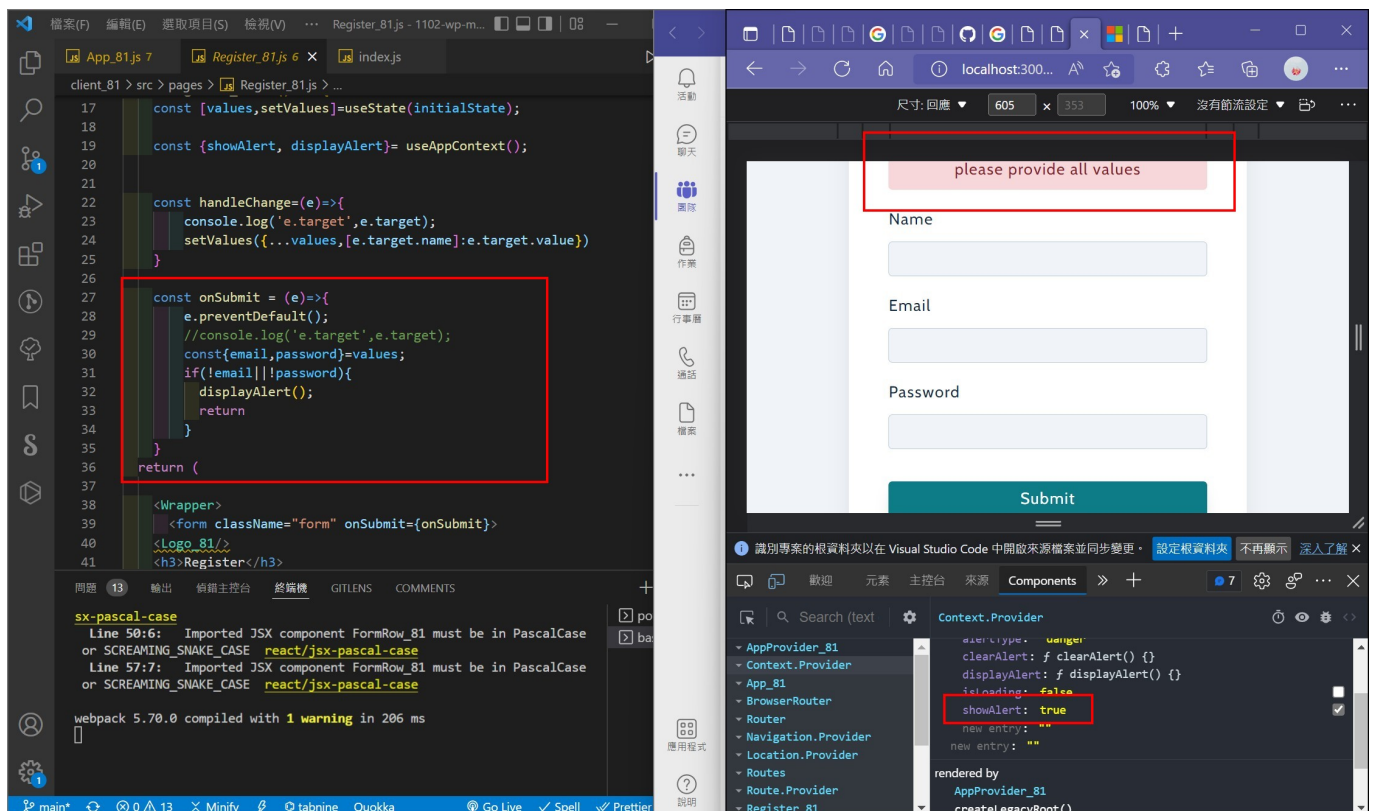 檔案(F) 編輯(E) 選取項目(S) 檢視(V) ··· Register_81.js - 1102-wp-m...
App_81.js 7 Register_81.js 6 index.js
client_81 > src > pages > Register_81.js > ...
17 const [values,setValues]=useState(initialState);
18
19 const {showAlert, displayAlert}= useAppContext();
20
21
22 const handleChange=(e)=>{
23 console.log('e.target',e.target);
24 setValues({...values,[e.target.name]:e.target.value})
25 }
26
27 const onSubmit = (e)=>{
28 e.preventDefault();
29 //console.log('e.target',e.target);
30 const{email,password}=values;
31 if(!email||!password){
32 displayAlert();
33 return
34 }
35 }
36 return (
37
38 <Wrapper>
39 <form className="form" onSubmit={onSubmit}>
40 <Logo_81/>
41 <h3>Register</h3>
問題 13 輸出 偵錯主控台 終端機 GITLENS COMMENTS
sx-pascal-case
Line 50:6: Imported JSX component FormRow_81 must be in PascalCase
or SCREAMING_SNAKE_CASE react/jsx-pascal-case
Line 57:7: Imported JSX component FormRow_81 must be in PascalCase
or SCREAMING_SNAKE_CASE react/jsx-pascal-case
webpack 5.70.0 compiled with 1 warning in 206 ms
po
ba
main* 0 13 Minify tabnine Quokka Go Live Spell Prettier
活動
聊天
團隊
作業
行事曆
通話
檔案
應用程式
說明
localhost:300...
尺寸: 回應 605 x 353 100% 沒有節流設定
please provide all values
Name
Email
Password
Submit
識別專案的根資料夾以在 Visual Studio Code 中開啟來源檔案並同步變更。 設定根資料夾 不再顯示 深入了解
歡迎 元素 主控台 來源 Components 7
Search (text Context.Provider
AppProvider_81
Context.Provider
App_81
BrowserRouter
Router
Navigation.Provider
Location.Provider
Routes
Route.Provider
Register_81
alertType: "danger"
clearAlert: ƒ clearAlert() {}
displayAlert: ƒ displayAlert() {}
isLoading: false
showAlert: true
new entry: ""
new entry: ""
rendered by
AppProvider_81
createLegacyRoot()